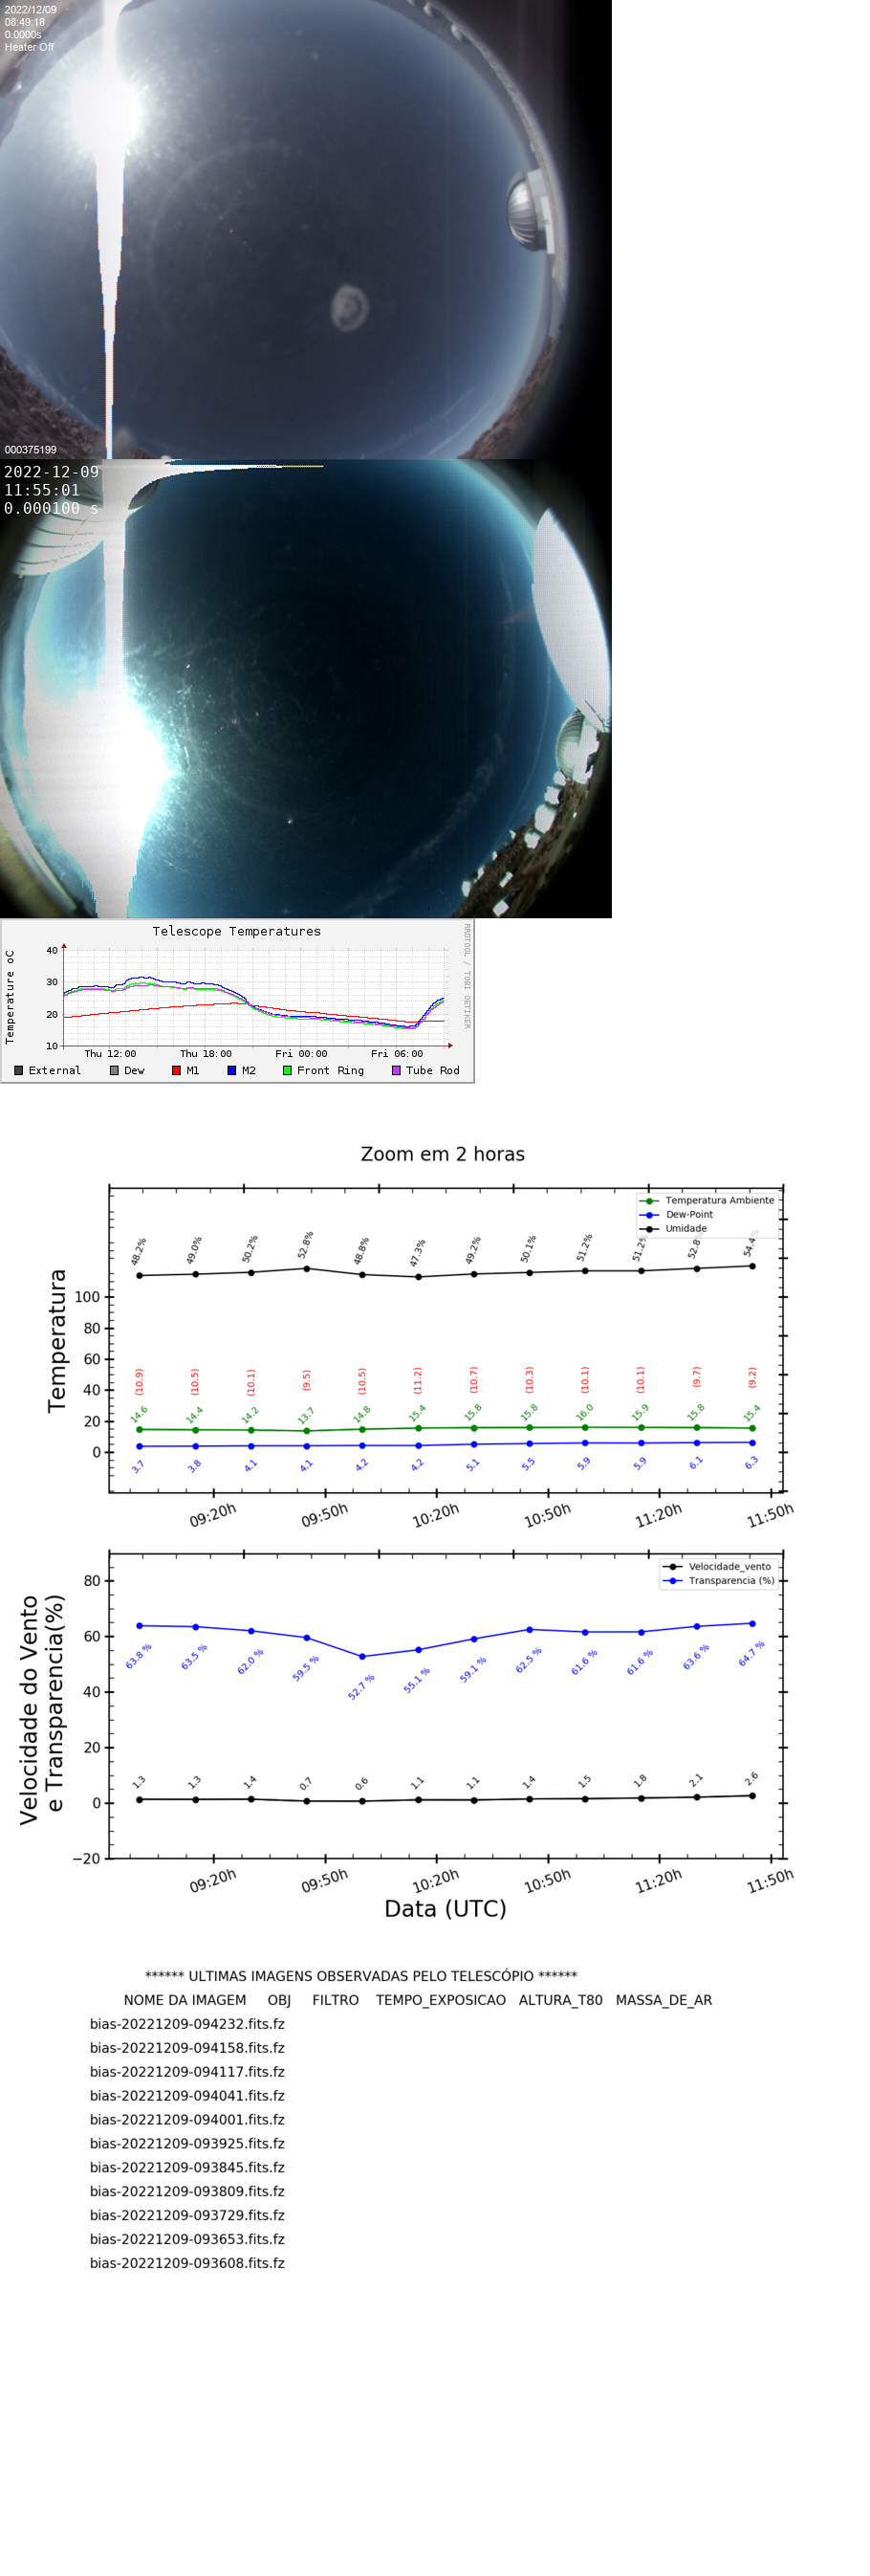 2022/12/09
08:49:18
0.0000s
Heater Off
000375199
2022-12-09
11:55:01
0.000100 s
Telescope Temperatures
RRDTOOL / TOBI OETIKER
Temperature oC
40
30
20
10
Thu 12:00 Thu 18:00 Fri 00:00 Fri 06:00
External Dew M1 M2 Front Ring Tube Rod
Zoom em 2 horas
Temperatura Ambiente
Dew-Point
Umidade
48.2% 49.0% 50.2% 52.8% 48.8% 47.3% 49.2% 50.1% 51.2% 51.2% 52.8 54.4
Temperatura
100
80
60
40
20
0
(10.9) (10.5) (10.1) (9.5) (10.5) (11.2) (10.7) (10.3) (10.1) (10.1) (9.7) (9.2)
14.6 14.4 14.2 13.7 14.8 15.4 15.8 15.8 16.0 15.9 15.8 15.4
3.7 3.8 4.1 4.1 4.2 4.2 5.1 5.5 5.9 5.9 6.1 6.3
09:20h 09:50h 10:20h 10:50h 11:20h 11:50h
Velocidade_vento
Transparencia (%)
Velocidade do Vento
e Transparencia(%)
80
60
40
20
0
−20
63.8 % 63.5 % 62.0 % 59.5 % 52.7 % 55.1 % 59.1 % 62.5 % 61.6 % 61.6 % 63.6 % 64.7 %
1.3 1.3 1.4 0.7 0.6 1.1 1.1 1.4 1.5 1.8 2.1 2.6
09:20h 09:50h 10:20h 10:50h 11:20h 11:50h
Data (UTC)
****** ULTIMAS IMAGENS OBSERVADAS PELO TELESCÓPIO ******
NOME DA IMAGEM OBJ FILTRO TEMPO_EXPOSICAO ALTURA_T80 MASSA_DE_AR
bias-20221209-094232.fits.fz
bias-20221209-094158.fits.fz
bias-20221209-094117.fits.fz
bias-20221209-094041.fits.fz
bias-20221209-094001.fits.fz
bias-20221209-093925.fits.fz
bias-20221209-093845.fits.fz
bias-20221209-093809.fits.fz
bias-20221209-093729.fits.fz
bias-20221209-093653.fits.fz
bias-20221209-093608.fits.fz